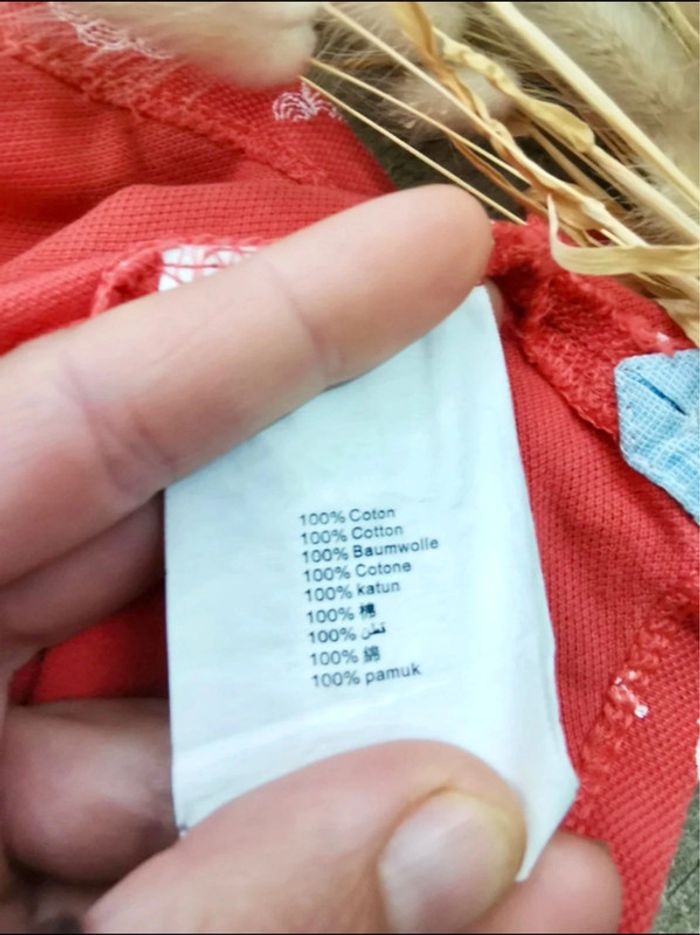 100% Coton
100% Cotton
100% Baumwolle
100% Cotone
100% katun
100% 棉
100% قطن
100% 綿
100% pamuk